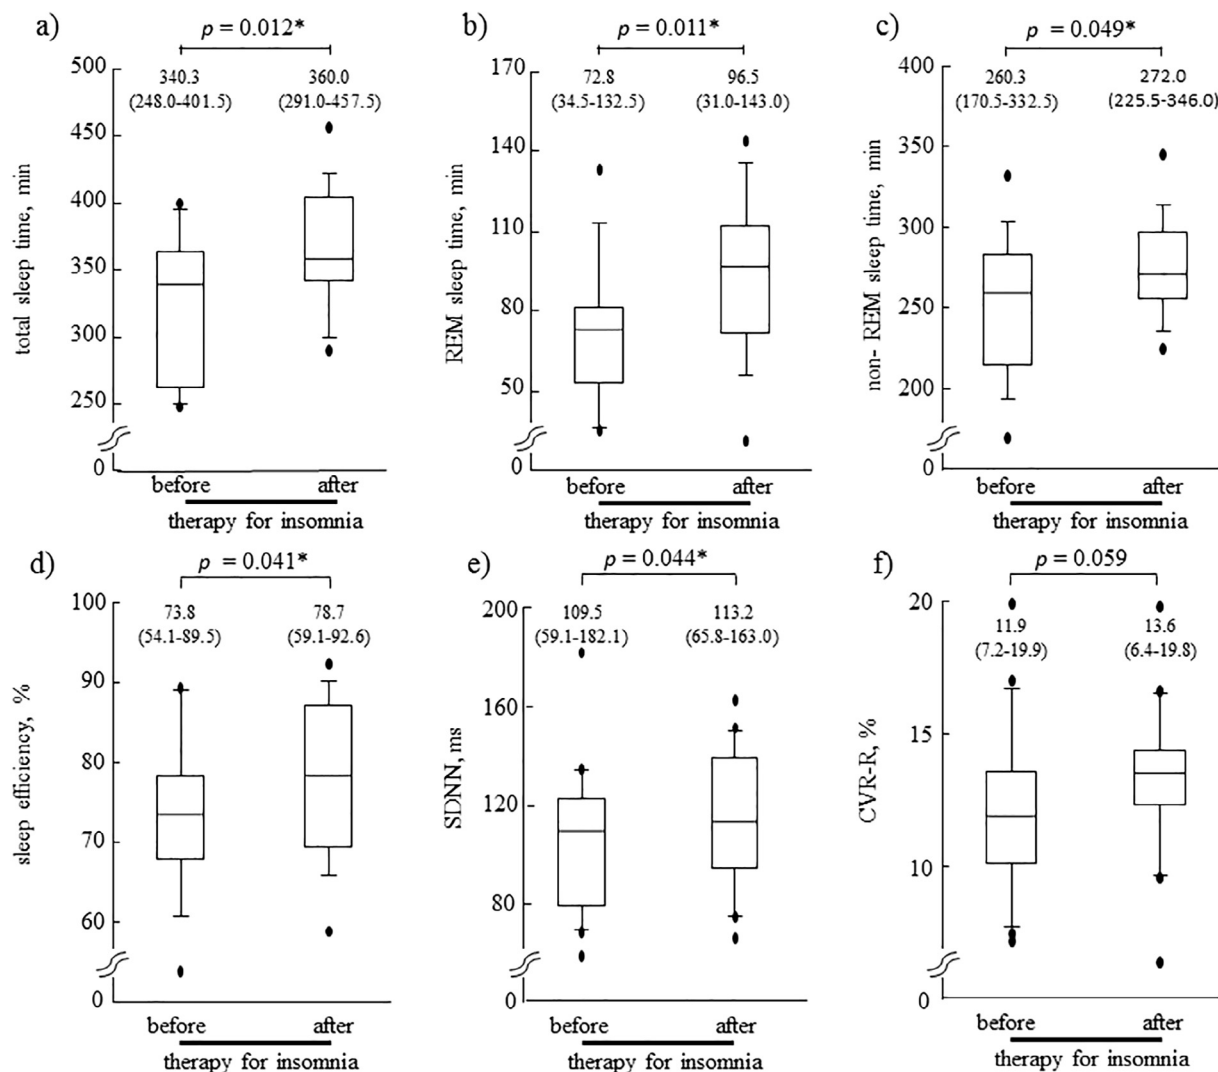 a)
p = 0.012*
500
450
400
350
300
250
0
total sleep time, min
340.3
(248.0-401.5)
360.0
(291.0-457.5)
before
after
therapy for insomnia
b)
p = 0.011*
170
140
110
80
50
0
REM sleep time, min
72.8
(34.5-132.5)
96.5
(31.0-143.0)
before
after
therapy for insomnia
c)
p = 0.049*
400
350
300
250
200
0
non- REM sleep time, min
260.3
(170.5-332.5)
272.0
(225.5-346.0)
before
after
therapy for insomnia
d)
p = 0.041*
100
90
80
70
60
0
sleep efficiency, %
73.8
(54.1-89.5)
78.7
(59.1-92.6)
before
after
therapy for insomnia
e)
p = 0.044*
200
160
120
80
0
SDNN, ms
109.5
(59.1-182.1)
113.2
(65.8-163.0)
before
after
therapy for insomnia
f)
p = 0.059
20
15
10
0
CVR-R, %
11.9
(7.2-19.9)
13.6
(6.4-19.8)
before
after
therapy for insomnia